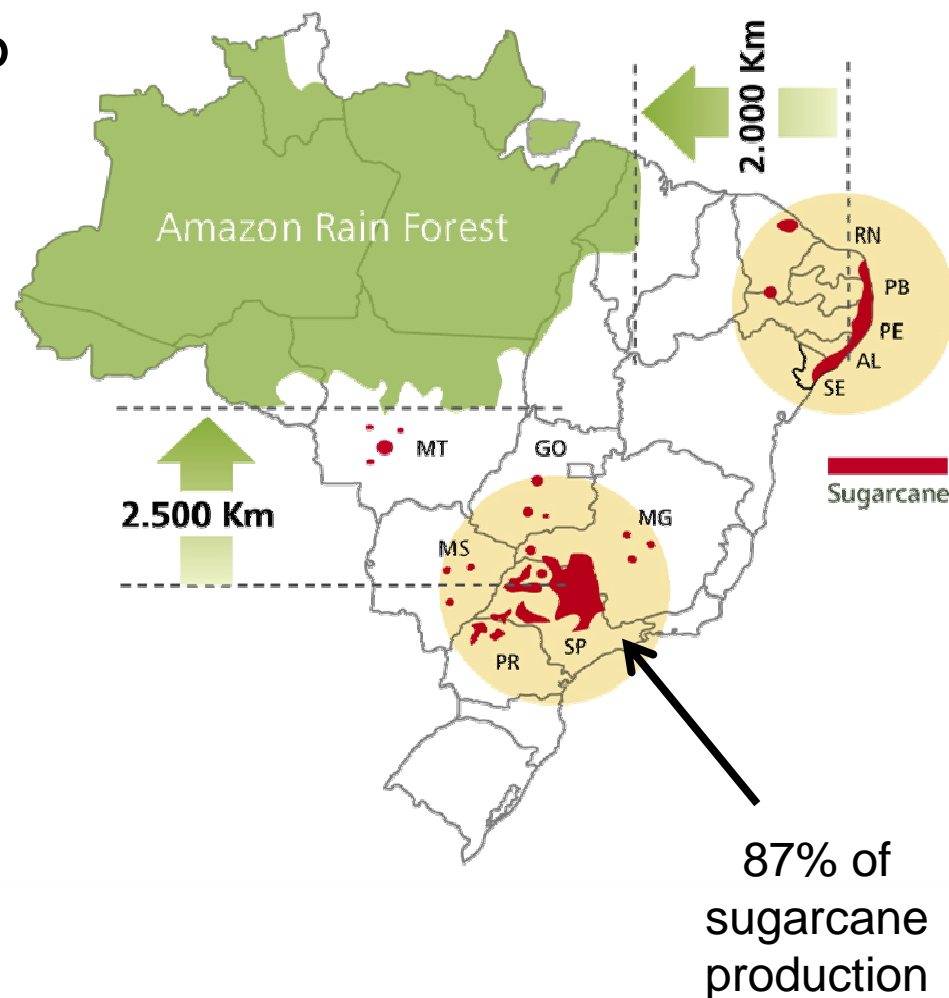 2.000 Km
Amazon Rain Forest
RN
PB
PE
AL
SE
MT
GO
Sugarcane
2.500 Km
MG
MS
SP
PR
87% of
sugarcane
production